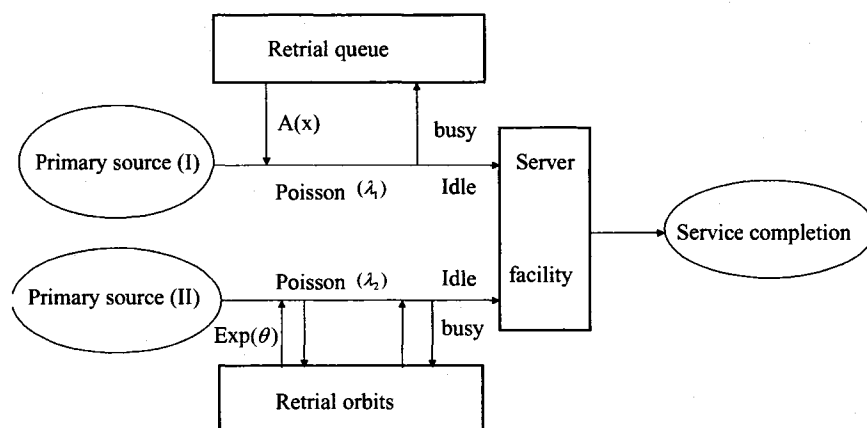 Retrial queue
A(x)
busy
Primary source (I)
Server
Poisson (λ₁)
Idle
Service completion
Primary source (II)
Poisson (λ₂)
Idle
facility
Exp(θ)
busy
Retrial orbits